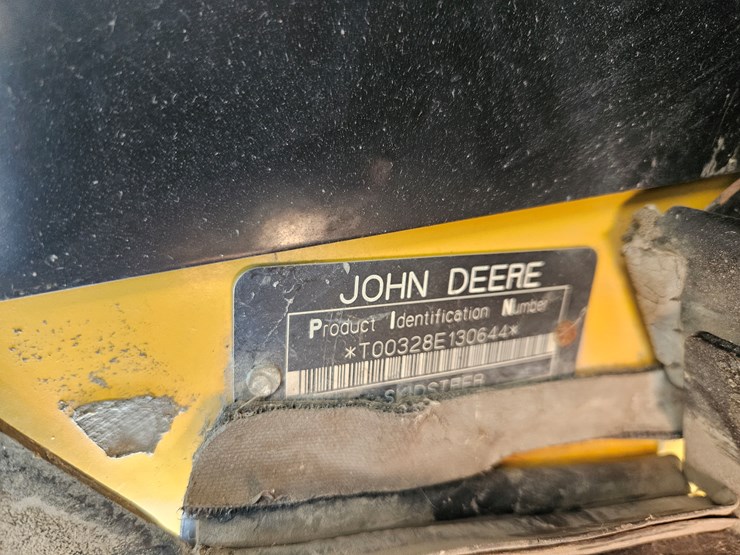 JOHN DEERE
Product Identification Number
*T00328E130644*